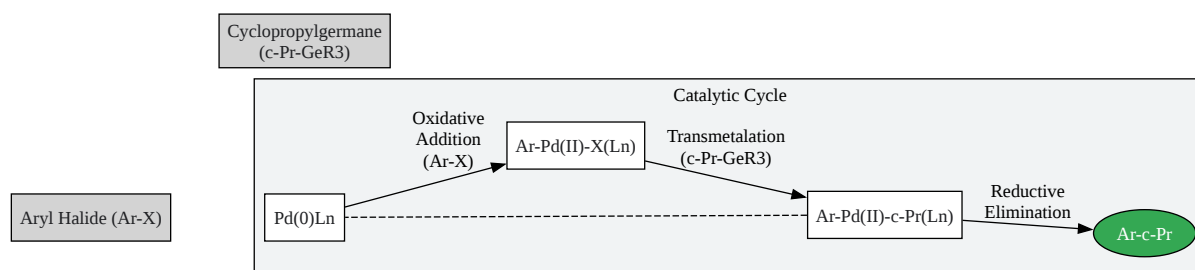 Cyclopropylgermane
(c-Pr-GeR3)
Catalytic Cycle
Oxidative
Addition
(Ar-X)
Ar-Pd(II)-X(Ln)
Transmetalation
(c-Pr-GeR3)
Aryl Halide (Ar-X)
Pd(0)Ln
Ar-Pd(II)-c-Pr(Ln)
Reductive
Elimination
Ar-c-Pr